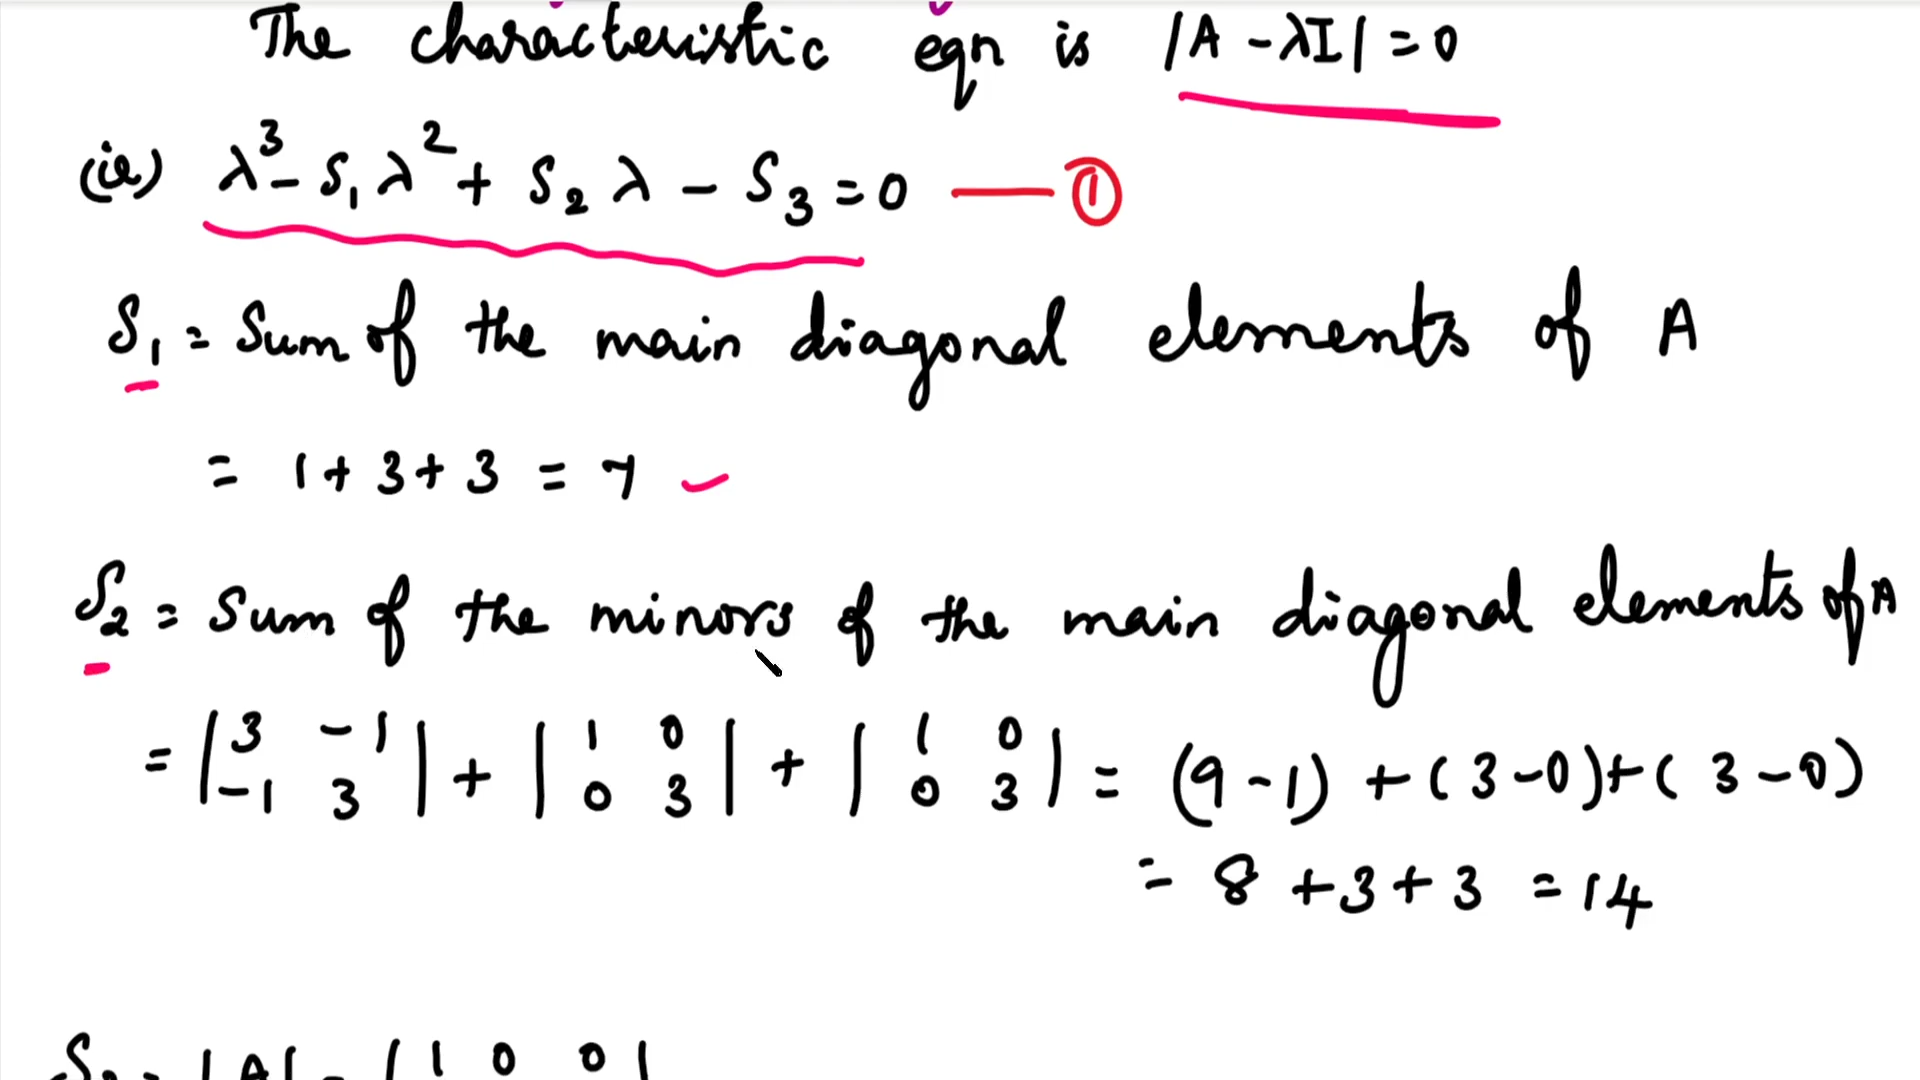 The characteristic eqn is |A - λI| = 0
(ie) λ³ - S₁λ² + S₂λ - S₃ = 0 —— ①
S₁ = Sum of the main diagonal elements of A
= 1 + 3 + 3 = 7
S₂ = Sum of the minors of the main diagonal elements of A
= |3 -1; -1 3| + |1 0; 0 3| + |1 0; 0 3| = (9 - 1) + (3 - 0) + (3 - 0)
= 8 + 3 + 3 = 14
= |A| = |1 0 0|